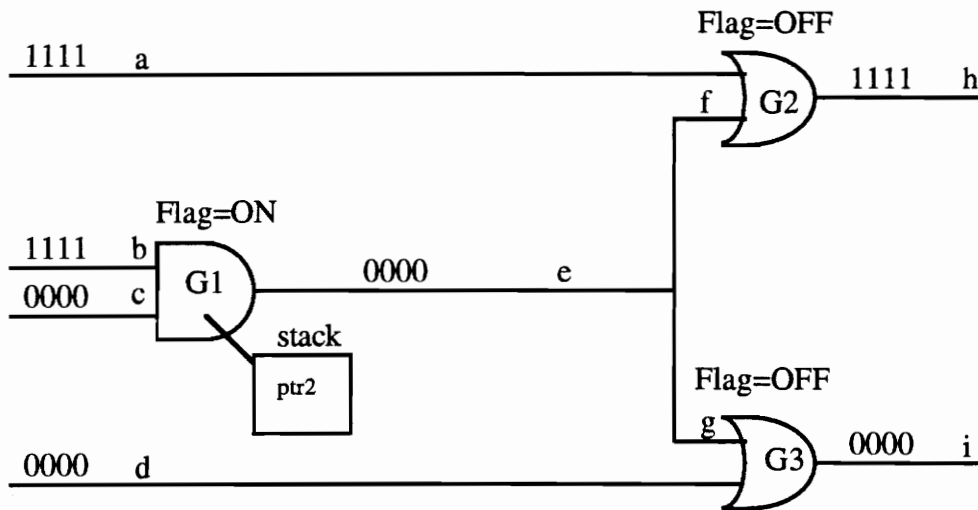 Flag=OFF
1111 a
G2
1111 h
f
Flag=ON
1111 b
G1
0000 e
0000 c
stack
ptr2
Flag=OFF
g
G3
0000 i
0000 d